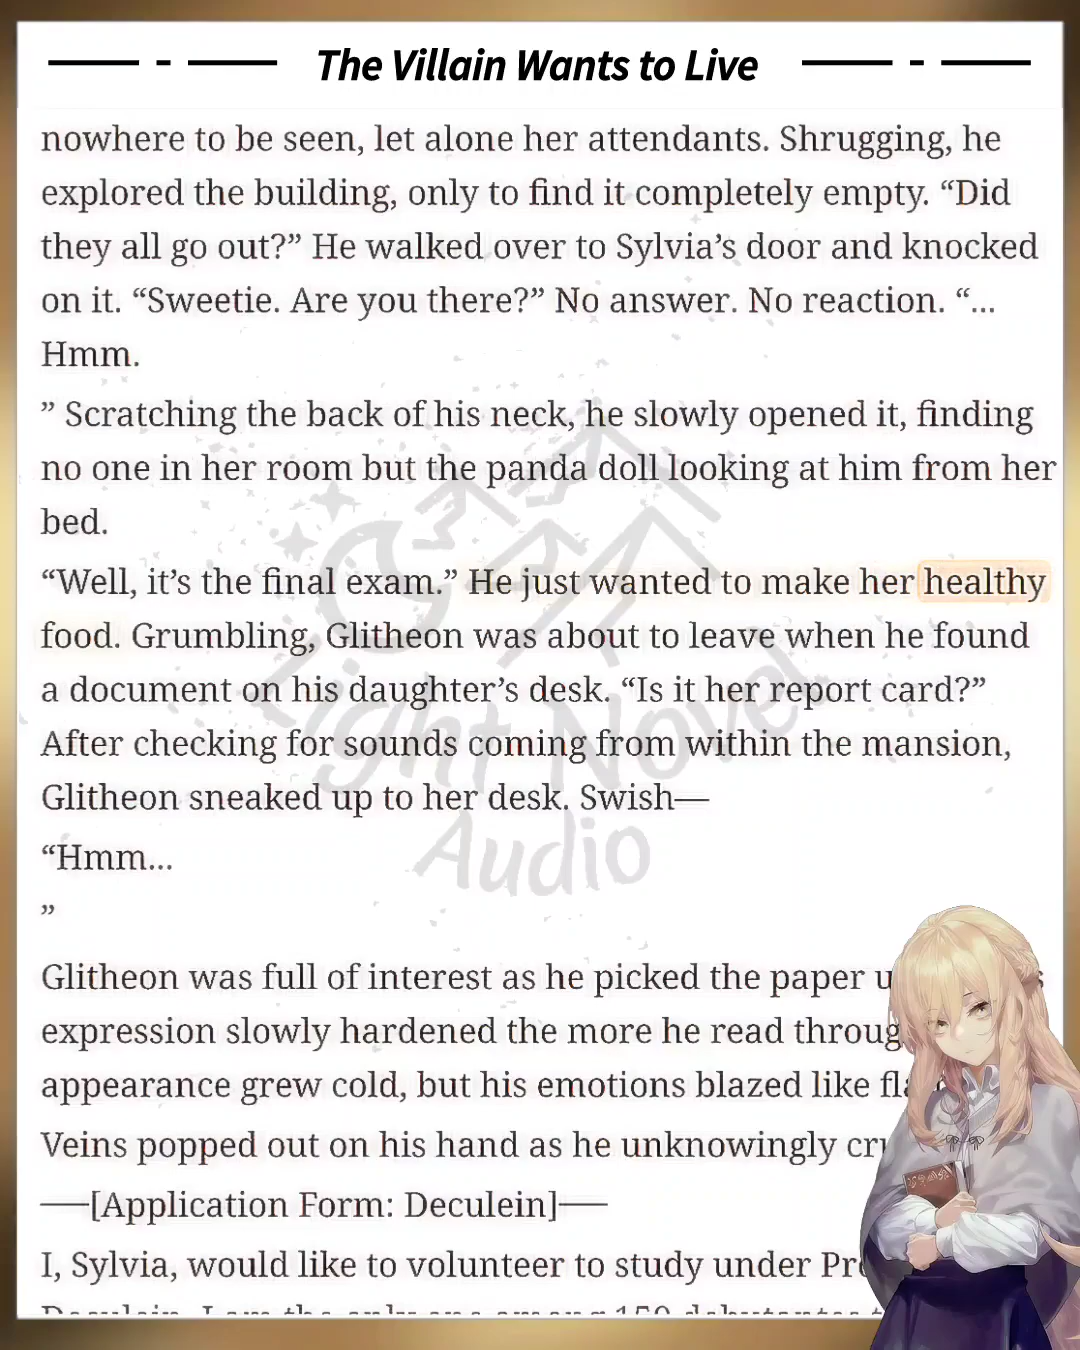 The Villain Wants to Live
nowhere to be seen, let alone her attendants. Shrugging, he
explored the building, only to find it completely empty. “Did
they all go out?” He walked over to Sylvia’s door and knocked
on it. “Sweetie. Are you there?” No answer. No reaction. “...
Hmm.
” Scratching the back of his neck, he slowly opened it, finding
no one in her room but the panda doll looking at him from her
bed.
“Well, it’s the final exam.” He just wanted to make her healthy
food. Grumbling, Glitheon was about to leave when he found
a document on his daughter’s desk. “Is it her report card?”
After checking for sounds coming from within the mansion,
Glitheon sneaked up to her desk. Swish—
“Hmm...
”
Glitheon was full of interest as he picked the paper
expression slowly hardened the more he read
appearance grew cold, but his emotions blazed like
Veins popped out on his hand as he unknowingly
──[Application Form: Deculein]──
I, Sylvia, would like to volunteer to study under
Light Novel
Audio